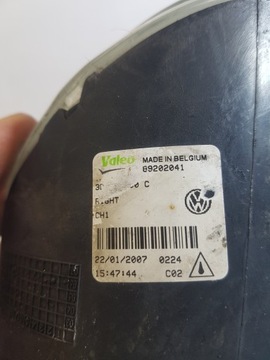 Valeo MADE IN BELGIUM
89202041
C
RIGHT
CH1
22/01/2007 0224
15:47:44 C02